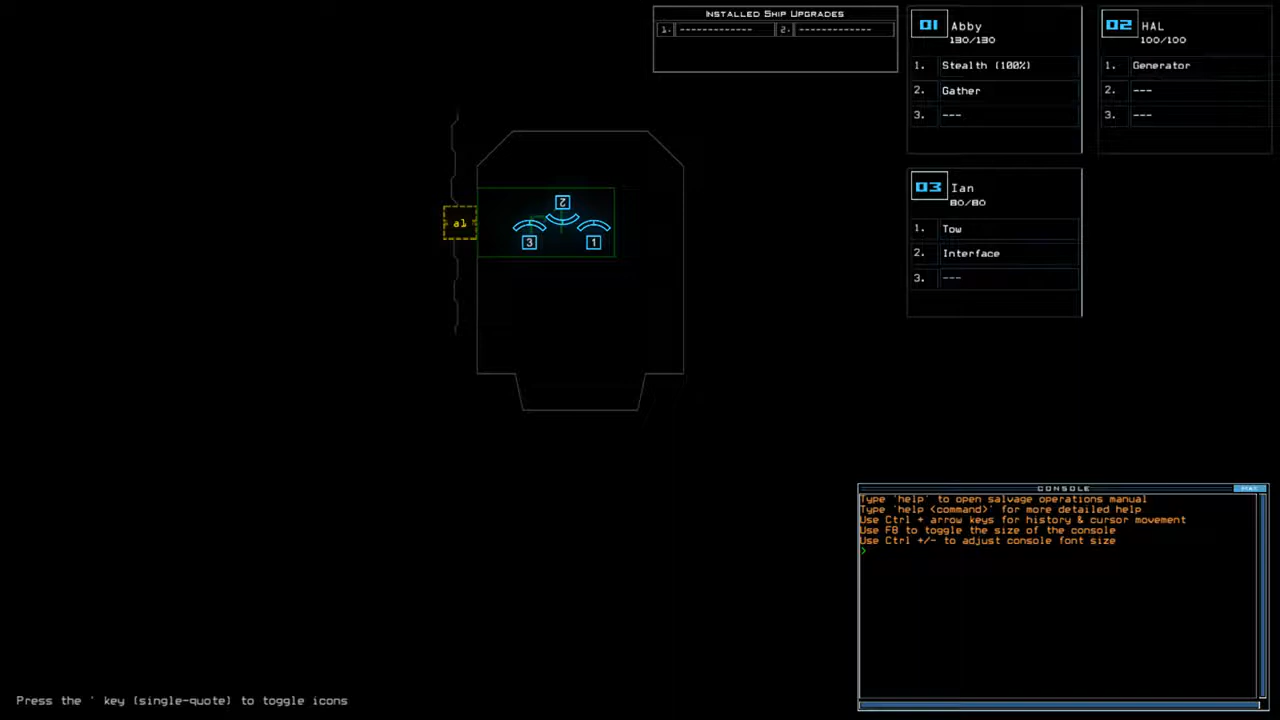 Installed Ship Upgrades
1. -------------
2. -------------
01 Abby
130/130
1. Stealth (100%)
2. Gather
3. ---
02 HAL
100/100
1. Generator
2. ---
3. ---
03 Ian
80/80
1. Tow
2. Interface
3. ---
a1
2
3
1
CONSOLE
Type 'help' to open salvage operations manual
Type 'help <command>' for more detailed help
Use Ctrl + arrow keys for history & cursor movement
Use F8 to toggle the size of the console
Use Ctrl +/- to adjust console font size
>
Press the ' key (single-quote) to toggle icons